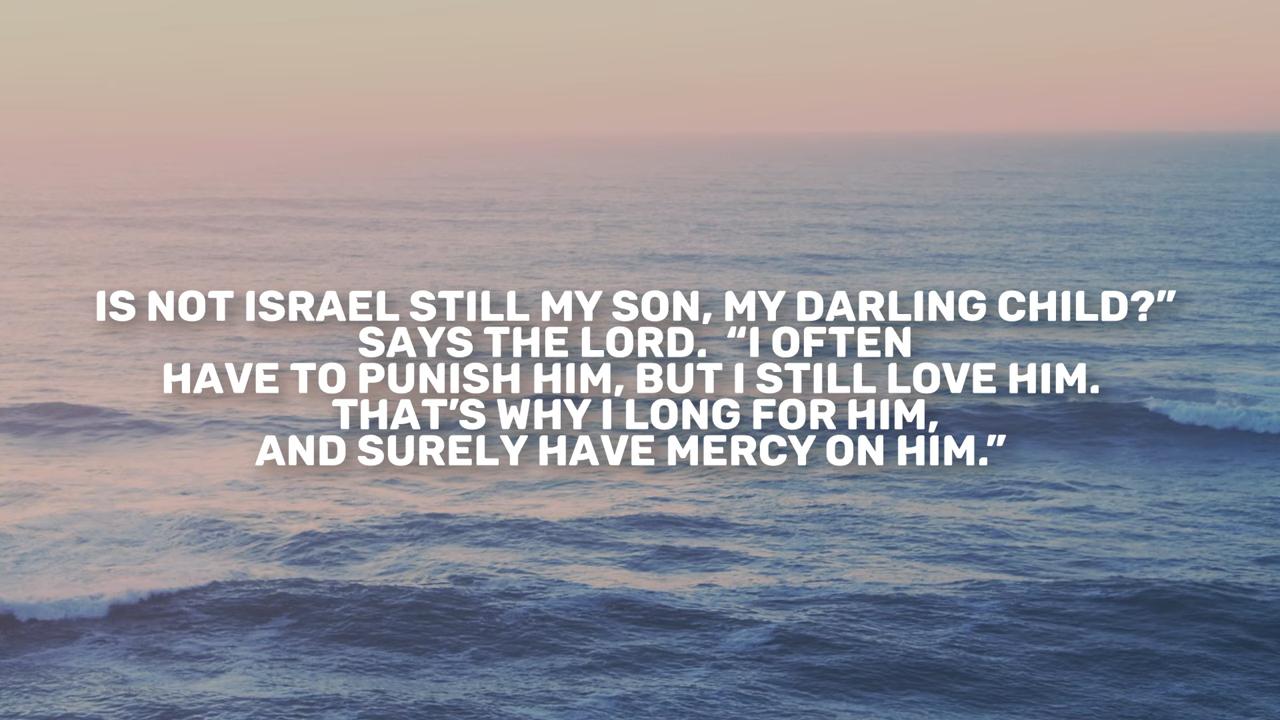 IS NOT ISRAEL STILL MY SON, MY DARLING CHILD?”
SAYS THE LORD. “I OFTEN
HAVE TO PUNISH HIM, BUT I STILL LOVE HIM.
THAT’S WHY I LONG FOR HIM,
AND SURELY HAVE MERCY ON HIM.”